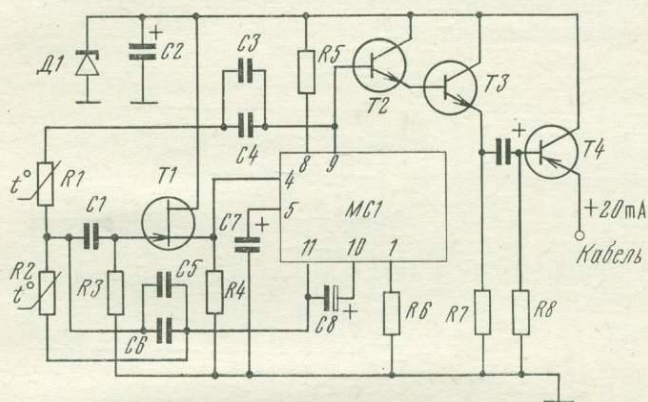 Д1
+
C2
C3
C4
R5
T2
T3
+
T4
+20mA
Кабель
t°
R1
C1
T1
4
5
8
9
MC1
11
10
1
C7
+
R2
t°
R3
C5
C6
R4
C8
+
R6
R7
R8